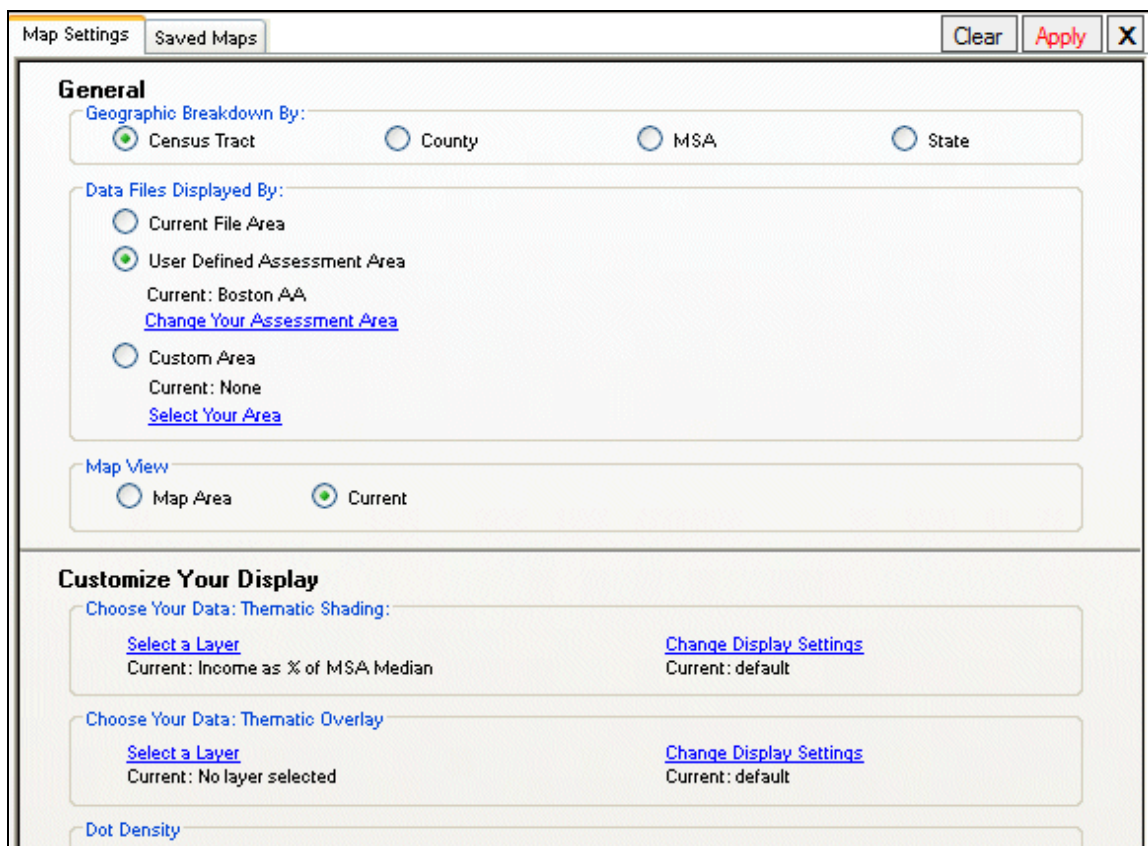 Map Settings Saved Maps Clear Apply X
General
Geographic Breakdown By:
Census Tract County MSA State
Data Files Displayed By:
Current File Area
User Defined Assessment Area
Current: Boston AA
Change Your Assessment Area
Custom Area
Current: None
Select Your Area
Map View
Map Area Current
Customize Your Display
Choose Your Data: Thematic Shading:
Select a Layer Change Display Settings
Current: Income as % of MSA Median Current: default
Choose Your Data: Thematic Overlay
Select a Layer Change Display Settings
Current: No layer selected Current: default
Dot Density